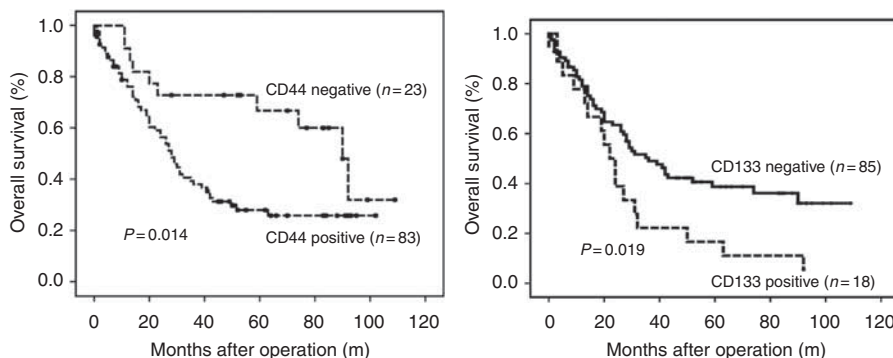 Overall survival (%)
1.0
0.8
0.6
0.4
0.2
0.0
CD44 negative (n=23)
P=0.014
CD44 positive (n=83)
0 20 40 60 80 100 120
Months after operation (m)
Overall survival (%)
1.0
0.8
0.6
0.4
0.2
0.0
CD133 negative (n=85)
P=0.019
CD133 positive (n=18)
0 20 40 60 80 100 120
Months after operation (m)